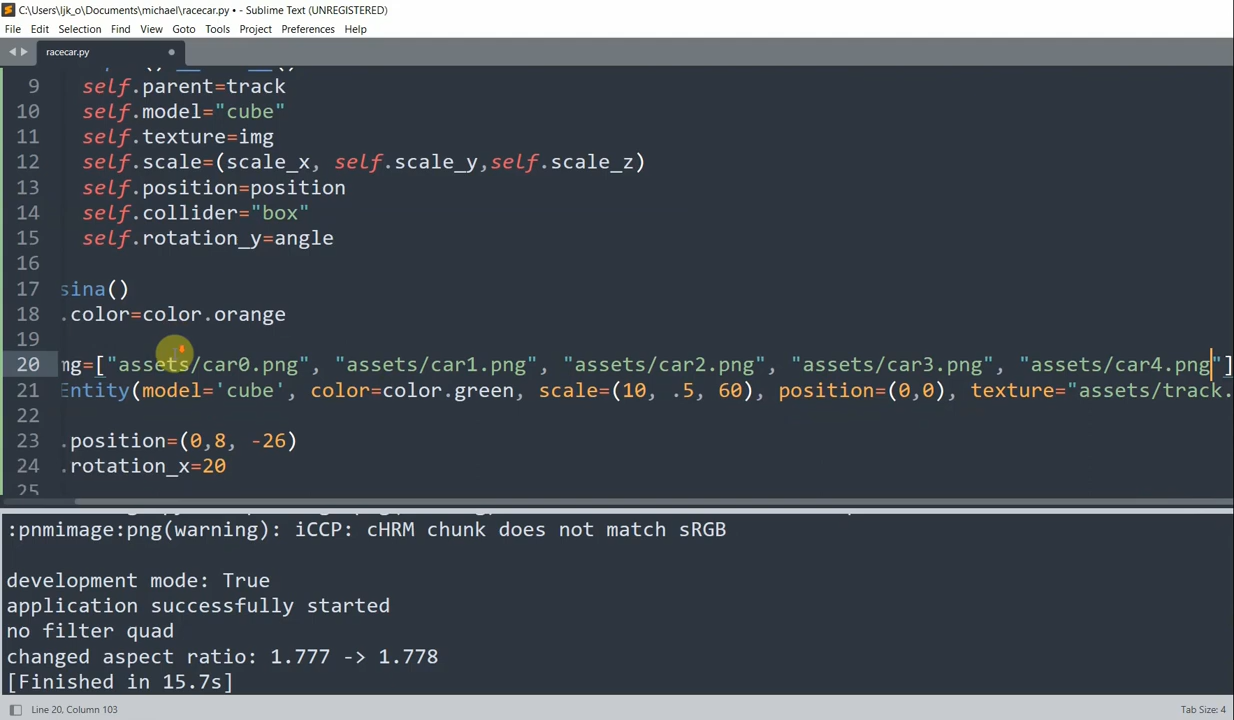 C:\Users\ljk_o\Documents\michael\racecar.py • - Sublime Text (UNREGISTERED)
File Edit Selection Find View Goto Tools Project Preferences Help
racecar.py
9 self.parent=track
10 self.model="cube"
11 self.texture=img
12 self.scale=(scale_x, self.scale_y,self.scale_z)
13 self.position=position
14 self.collider="box"
15 self.rotation_y=angle
16
17 sina()
18 .color=color.orange
19
20 mg=["assets/car0.png", "assets/car1.png", "assets/car2.png", "assets/car3.png", "assets/car4.png"]
21 Entity(model='cube', color=color.green, scale=(10, .5, 60), position=(0,0), texture="assets/track.
22
23 .position=(0,8, -26)
24 .rotation_x=20
25
:pnmimage:png(warning): iCCP: cHRM chunk does not match sRGB
development mode: True
application successfully started
no filter quad
changed aspect ratio: 1.777 -> 1.778
[Finished in 15.7s]
Line 20, Column 103
Tab Size: 4